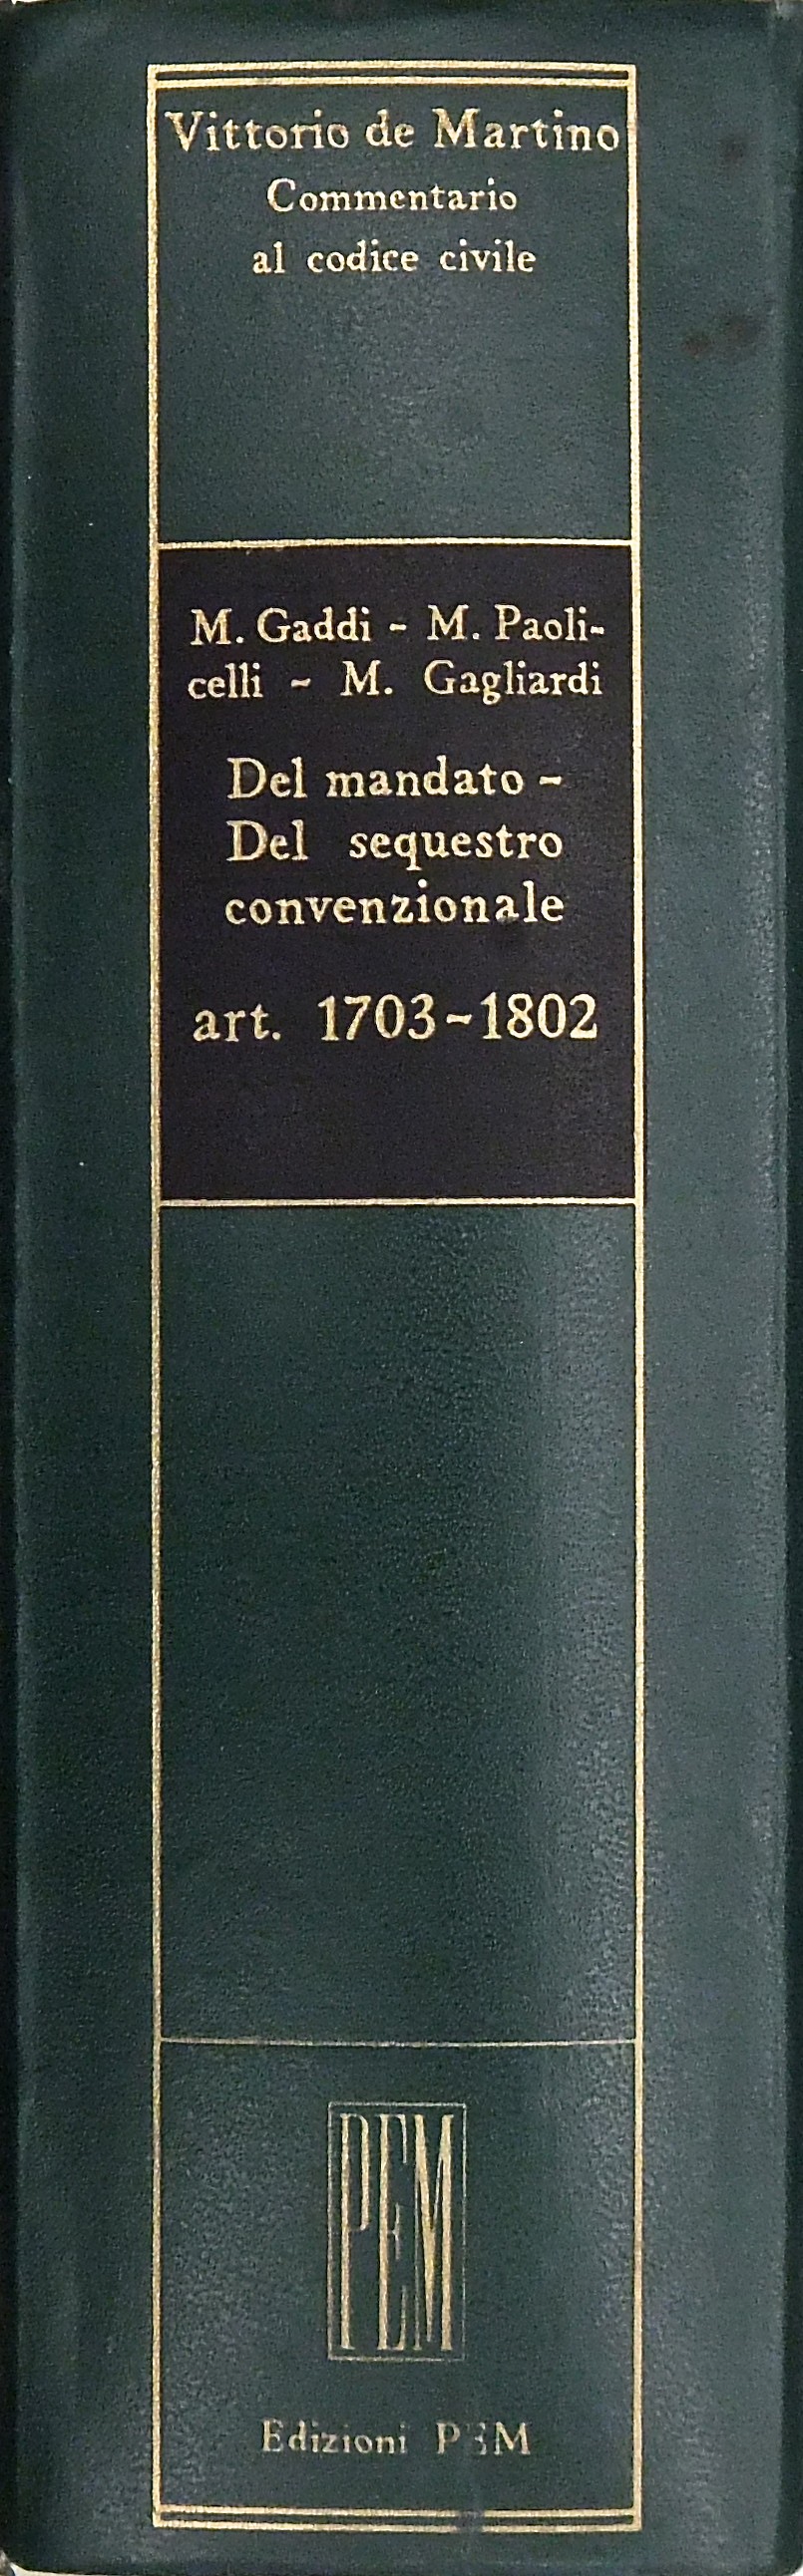 Vittorio de Martino
Commentario
al codice civile
M. Gaddi - M. Paoli-
celli - M. Gagliardi
Del mandato -
Del sequestro
convenzionale
art. 1703-1802
PEM
Edizioni PEM